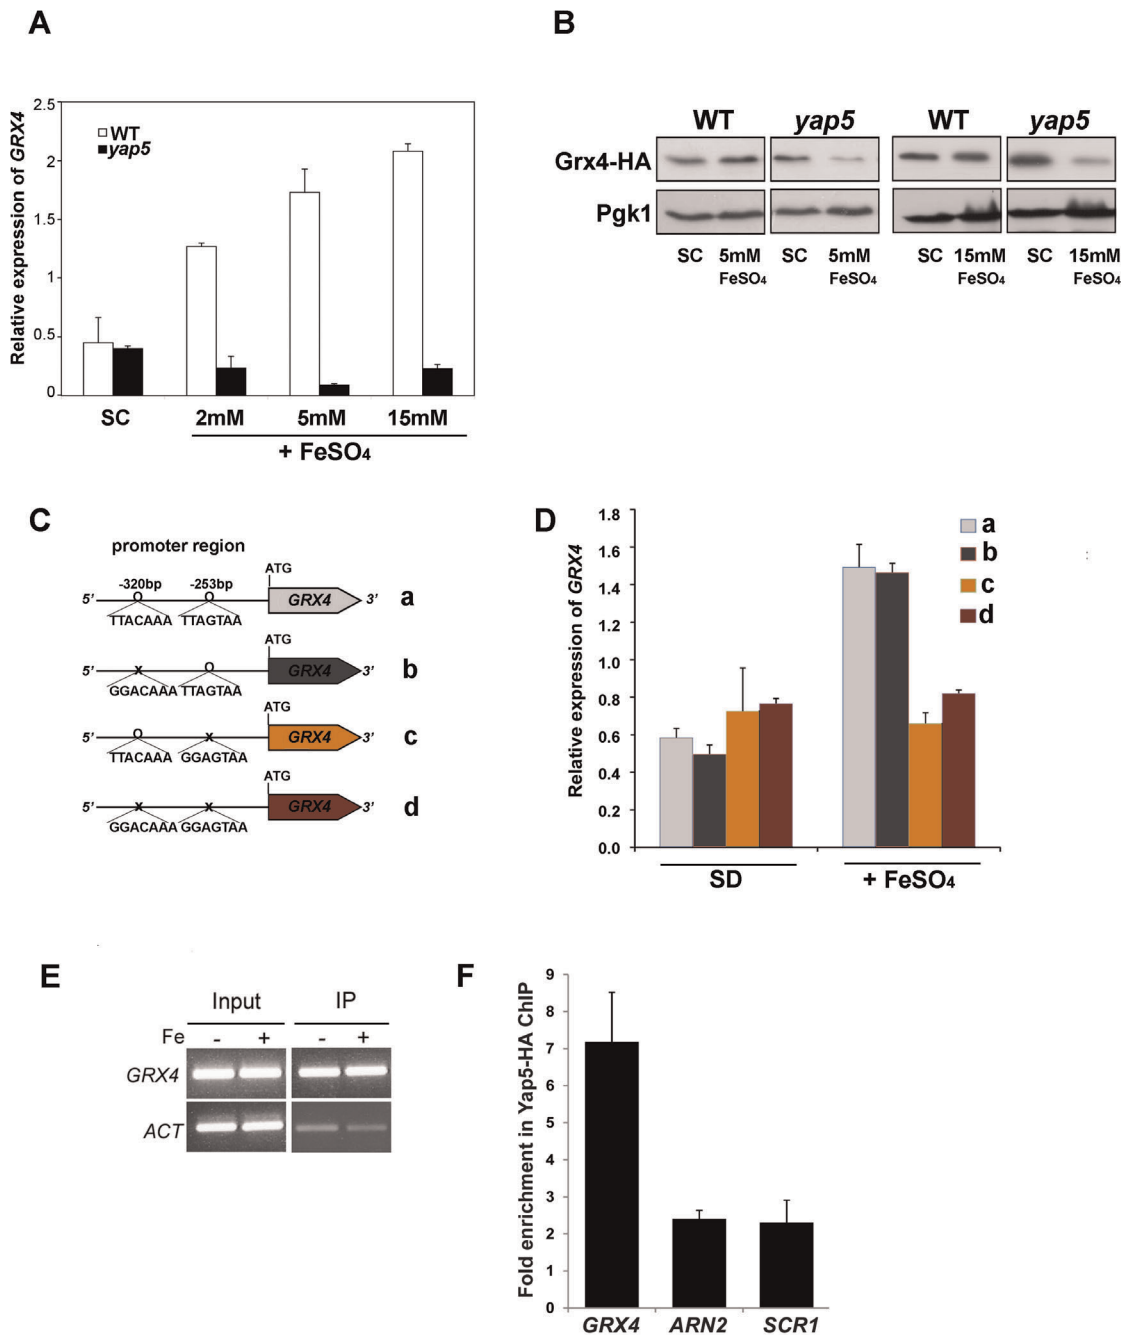 A
Relative expression of GRX4
2.5
2
1.5
1
0.5
0
WT
yap5
SC
2mM
5mM
15mM
+ FeSO4
B
WT
yap5
WT
yap5
Grx4-HA
Pgk1
SC
5mM
FeSO4
SC
5mM
FeSO4
SC
15mM
FeSO4
SC
15mM
FeSO4
C
promoter region
-320bp
-253bp
ATG
5'
O
O
GRX4
3'
a
TTACAAA
TTAGTAA
ATG
5'
x
O
GRX4
3'
b
GGACAAA
TTAGTAA
ATG
5'
O
x
GRX4
3'
c
TTACAAA
GGAGTAA
ATG
5'
x
x
GRX4
3'
d
GGACAAA
GGAGTAA
D
Relative expression of GRX4
1.8
1.6
1.4
1.2
1.0
0.8
0.6
0.4
0.2
0.0
a
b
c
d
SD
+ FeSO4
E
Input
IP
Fe
-
+
-
+
GRX4
ACT
F
Fold enrichment in Yap5-HA ChIP
9
8
7
6
5
4
3
2
1
0
GRX4
ARN2
SCR1